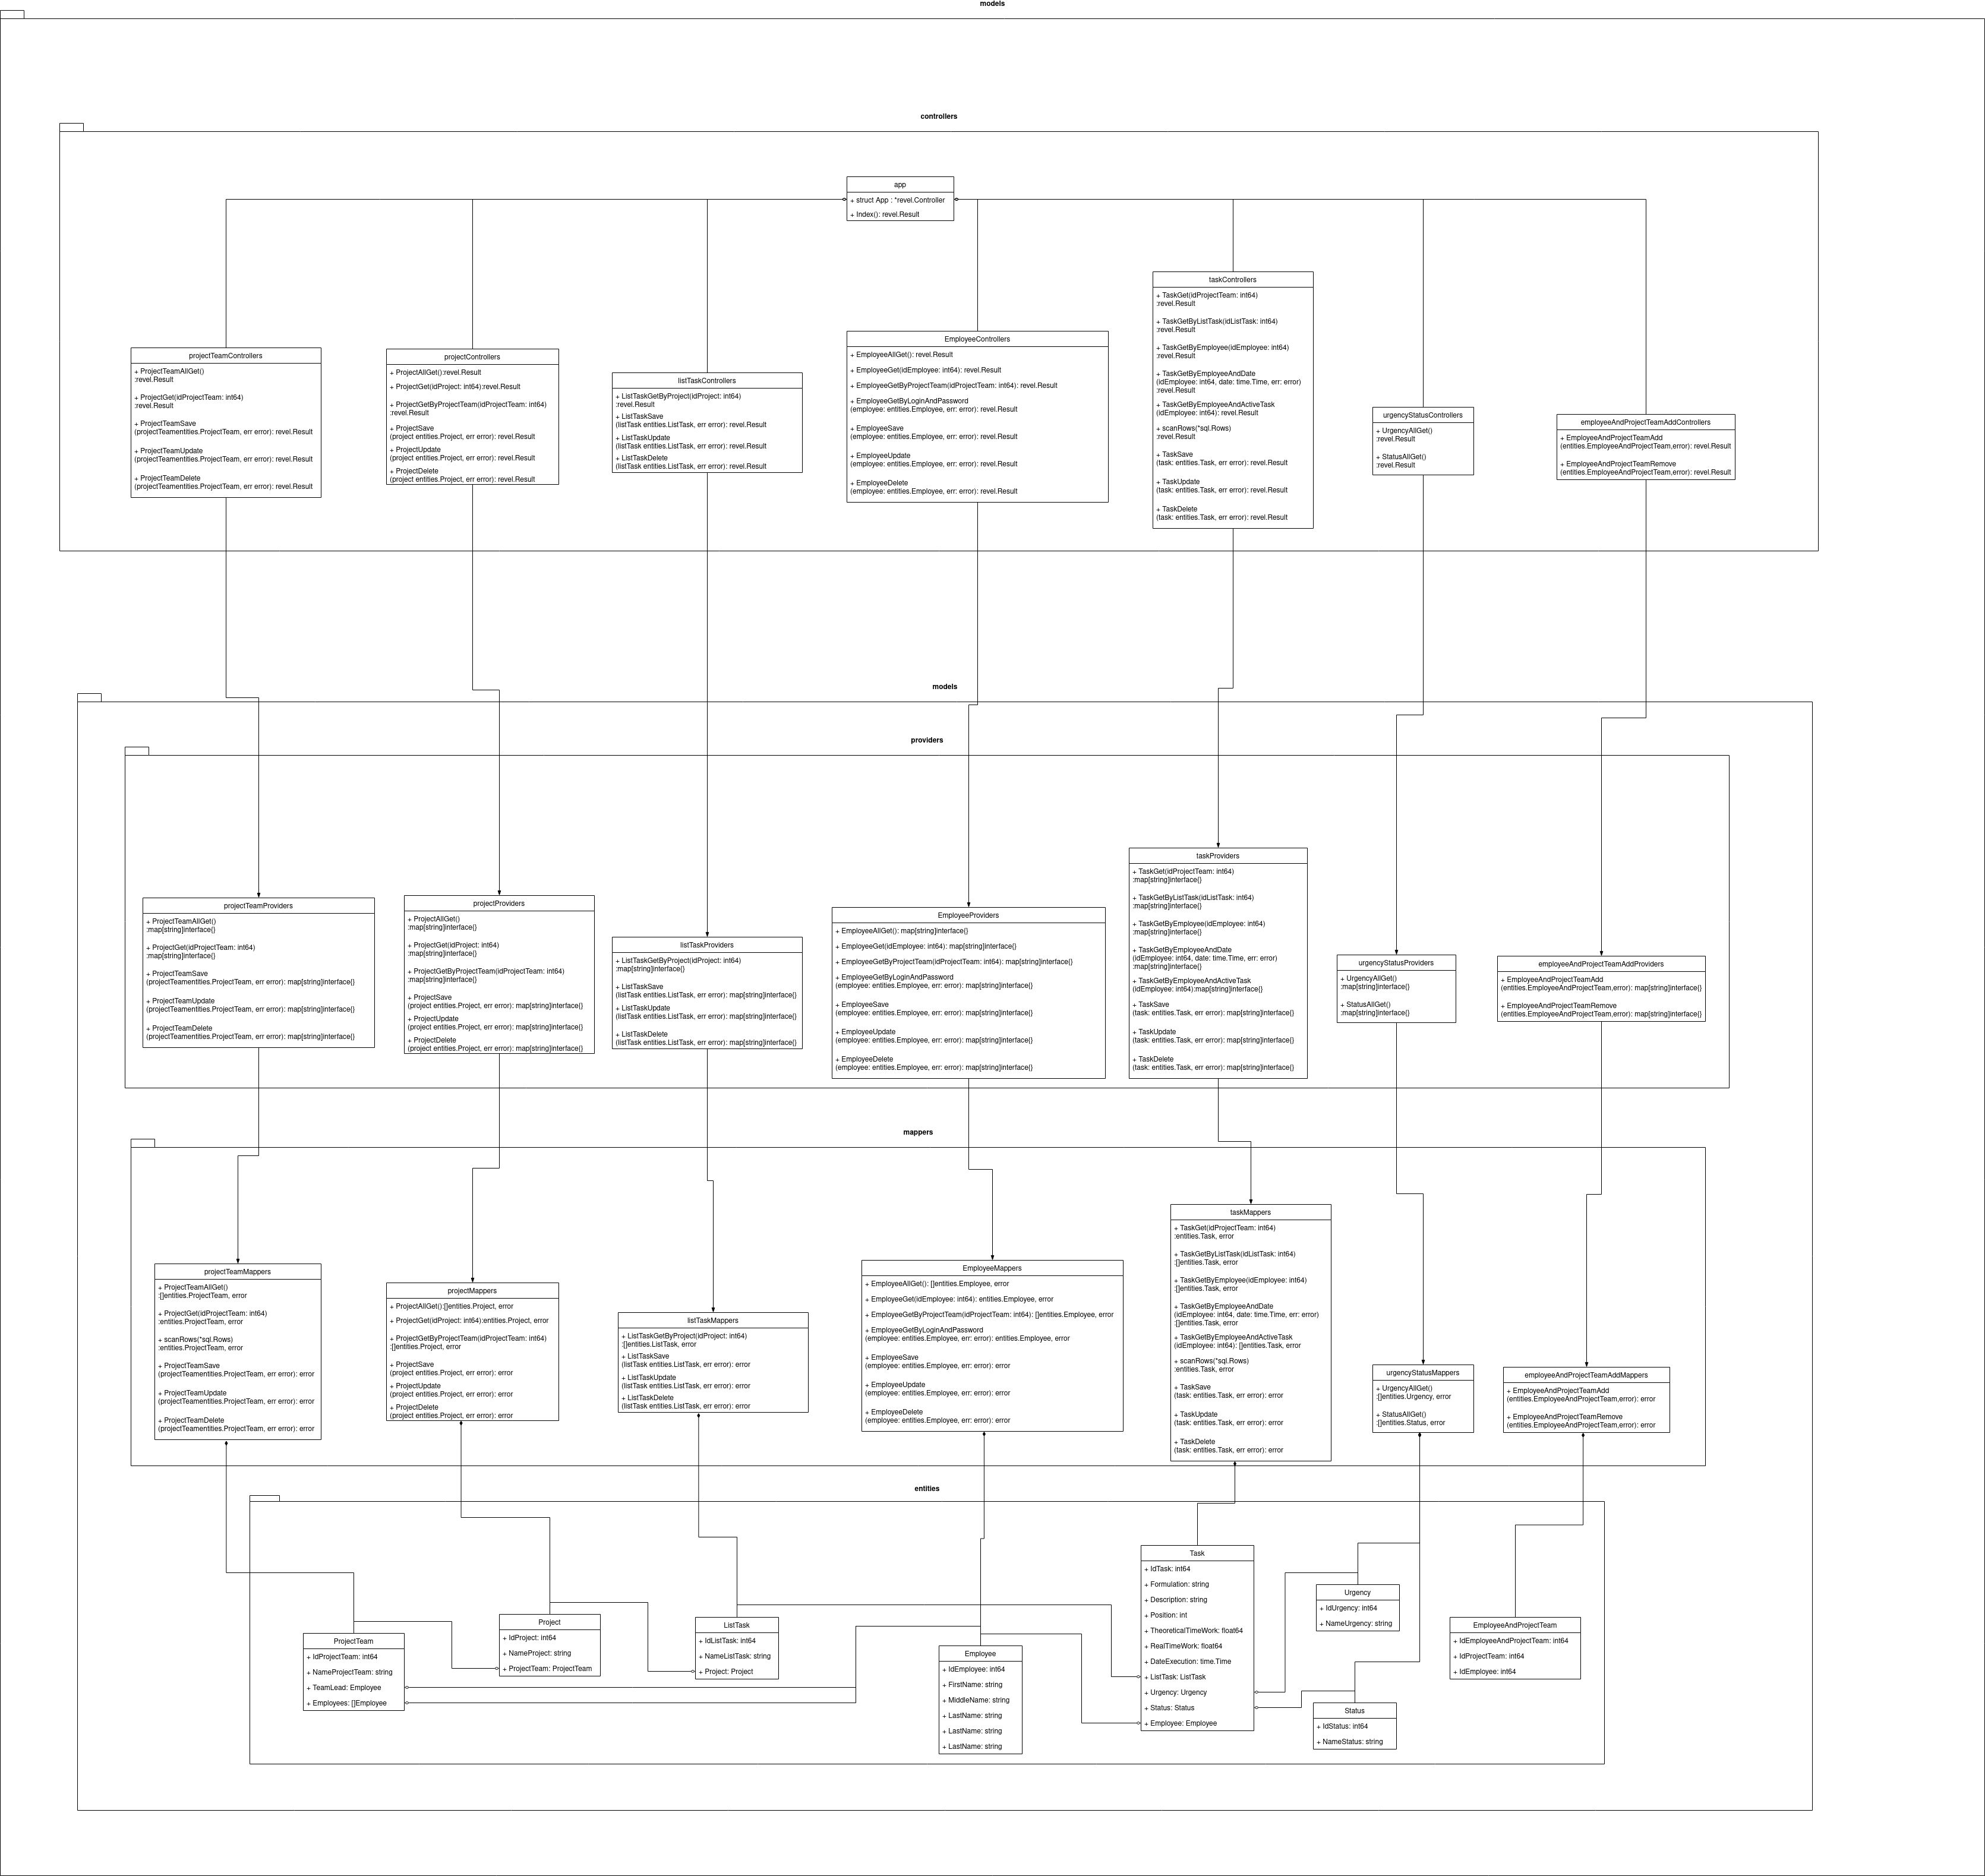 models
controllers
app
+ struct App : *revel.Controller
+ Index(): revel.Result
projectTeamControllers
+ ProjectTeamAllGet()
:revel.Result
+ ProjectGet(idProjectTeam: int64)
:revel.Result
+ ProjectTeamSave
(projectTeamentities.ProjectTeam, err error): revel.Result
+ ProjectTeamUpdate
(projectTeamentities.ProjectTeam, err error): revel.Result
+ ProjectTeamDelete
(projectTeamentities.ProjectTeam, err error): revel.Result
projectControllers
+ ProjectAllGet():revel.Result
+ ProjectGet(idProject: int64):revel.Result
+ ProjectGetByProjectTeam(idProjectTeam: int64)
:revel.Result
+ ProjectSave
(project entities.Project, err error): revel.Result
+ ProjectUpdate
(project entities.Project, err error): revel.Result
+ ProjectDelete
(project entities.Project, err error): revel.Result
listTaskControllers
+ ListTaskGetByProject(idProject: int64)
:revel.Result
+ ListTaskSave
(listTask entities.ListTask, err error): revel.Result
+ ListTaskUpdate
(listTask entities.ListTask, err error): revel.Result
+ ListTaskDelete
(listTask entities.ListTask, err error): revel.Result
EmployeeControllers
+ EmployeeAllGet(): revel.Result
+ EmployeeGet(idEmployee: int64): revel.Result
+ EmployeeGetByProjectTeam(idProjectTeam: int64): revel.Result
+ EmployeeGetByLoginAndPassword
(employee: entities.Employee, err: error): revel.Result
+ EmployeeSave
(employee: entities.Employee, err: error): revel.Result
+ EmployeeUpdate
(employee: entities.Employee, err: error): revel.Result
+ EmployeeDelete
(employee: entities.Employee, err: error): revel.Result
taskControllers
+ TaskGet(idProjectTeam: int64)
:revel.Result
+ TaskGetByListTask(idListTask: int64)
:revel.Result
+ TaskGetByEmployee(idEmployee: int64)
:revel.Result
+ TaskGetByEmployeeAndDate
(idEmployee: int64, date: time.Time, err: error)
:revel.Result
+ TaskGetByEmployeeAndActiveTask
(idEmployee: int64): revel.Result
+ scanRows(*sql.Rows)
:revel.Result
+ TaskSave
(task: entities.Task, err error): revel.Result
+ TaskUpdate
(task: entities.Task, err error): revel.Result
+ TaskDelete
(task: entities.Task, err error): revel.Result
urgencyStatusControllers
+ UrgencyAllGet()
:revel.Result
+ StatusAllGet()
:revel.Result
employeeAndProjectTeamAddControllers
+ EmployeeAndProjectTeamAdd
(entities.EmployeeAndProjectTeam,error): revel.Result
+ EmployeeAndProjectTeamRemove
(entities.EmployeeAndProjectTeam,error): revel.Result
models
providers
projectTeamProviders
+ ProjectTeamAllGet()
:map[string]interface{}
+ ProjectGet(idProjectTeam: int64)
:map[string]interface{}
+ ProjectTeamSave
(projectTeamentities.ProjectTeam, err error): map[string]interface{}
+ ProjectTeamUpdate
(projectTeamentities.ProjectTeam, err error): map[string]interface{}
+ ProjectTeamDelete
(projectTeamentities.ProjectTeam, err error): map[string]interface{}
projectProviders
+ ProjectAllGet()
:map[string]interface{}
+ ProjectGet(idProject: int64)
:map[string]interface{}
+ ProjectGetByProjectTeam(idProjectTeam: int64)
:map[string]interface{}
+ ProjectSave
(project entities.Project, err error): map[string]interface{}
+ ProjectUpdate
(project entities.Project, err error): map[string]interface{}
+ ProjectDelete
(project entities.Project, err error): map[string]interface{}
listTaskProviders
+ ListTaskGetByProject(idProject: int64)
:map[string]interface{}
+ ListTaskSave
(listTask entities.ListTask, err error): map[string]interface{}
+ ListTaskUpdate
(listTask entities.ListTask, err error): map[string]interface{}
+ ListTaskDelete
(listTask entities.ListTask, err error): map[string]interface{}
EmployeeProviders
+ EmployeeAllGet(): map[string]interface{}
+ EmployeeGet(idEmployee: int64): map[string]interface{}
+ EmployeeGetByProjectTeam(idProjectTeam: int64): map[string]interface{}
+ EmployeeGetByLoginAndPassword
(employee: entities.Employee, err: error): map[string]interface{}
+ EmployeeSave
(employee: entities.Employee, err: error): map[string]interface{}
+ EmployeeUpdate
(employee: entities.Employee, err: error): map[string]interface{}
+ EmployeeDelete
(employee: entities.Employee, err: error): map[string]interface{}
taskProviders
+ TaskGet(idProjectTeam: int64)
:map[string]interface{}
+ TaskGetByListTask(idListTask: int64)
:map[string]interface{}
+ TaskGetByEmployee(idEmployee: int64)
:map[string]interface{}
+ TaskGetByEmployeeAndDate
(idEmployee: int64, date: time.Time, err: error)
:map[string]interface{}
+ TaskGetByEmployeeAndActiveTask
(idEmployee: int64):map[string]interface{}
+ TaskSave
(task: entities.Task, err error): map[string]interface{}
+ TaskUpdate
(task: entities.Task, err error): map[string]interface{}
+ TaskDelete
(task: entities.Task, err error): map[string]interface{}
urgencyStatusProviders
+ UrgencyAllGet()
:map[string]interface{}
+ StatusAllGet()
:map[string]interface{}
employeeAndProjectTeamAddProviders
+ EmployeeAndProjectTeamAdd
(entities.EmployeeAndProjectTeam,error): map[string]interface{}
+ EmployeeAndProjectTeamRemove
(entities.EmployeeAndProjectTeam,error): map[string]interface{}
mappers
projectTeamMappers
+ ProjectTeamAllGet()
:[]entities.ProjectTeam, error
+ ProjectGet(idProjectTeam: int64)
:entities.ProjectTeam, error
+ scanRows(*sql.Rows)
:entities.ProjectTeam, error
+ ProjectTeamSave
(projectTeamentities.ProjectTeam, err error): error
+ ProjectTeamUpdate
(projectTeamentities.ProjectTeam, err error): error
+ ProjectTeamDelete
(projectTeamentities.ProjectTeam, err error): error
projectMappers
+ ProjectAllGet():[]entities.Project, error
+ ProjectGet(idProject: int64):entities.Project, error
+ ProjectGetByProjectTeam(idProjectTeam: int64)
:[]entities.Project, error
+ ProjectSave
(project entities.Project, err error): error
+ ProjectUpdate
(project entities.Project, err error): error
+ ProjectDelete
(project entities.Project, err error): error
listTaskMappers
+ ListTaskGetByProject(idProject: int64)
:[]entities.ListTask, error
+ ListTaskSave
(listTask entities.ListTask, err error): error
+ ListTaskUpdate
(listTask entities.ListTask, err error): error
+ ListTaskDelete
(listTask entities.ListTask, err error): error
EmployeeMappers
+ EmployeeAllGet(): []entities.Employee, error
+ EmployeeGet(idEmployee: int64): entities.Employee, error
+ EmployeeGetByProjectTeam(idProjectTeam: int64): []entities.Employee, error
+ EmployeeGetByLoginAndPassword
(employee: entities.Employee, err: error): entities.Employee, error
+ EmployeeSave
(employee: entities.Employee, err: error): error
+ EmployeeUpdate
(employee: entities.Employee, err: error): error
+ EmployeeDelete
(employee: entities.Employee, err: error): error
taskMappers
+ TaskGet(idProjectTeam: int64)
:entities.Task, error
+ TaskGetByListTask(idListTask: int64)
:[]entities.Task, error
+ TaskGetByEmployee(idEmployee: int64)
:[]entities.Task, error
+ TaskGetByEmployeeAndDate
(idEmployee: int64, date: time.Time, err: error)
:[]entities.Task, error
+ TaskGetByEmployeeAndActiveTask
(idEmployee: int64): []entities.Task, error
+ scanRows(*sql.Rows)
:entities.Task, error
+ TaskSave
(task: entities.Task, err error): error
+ TaskUpdate
(task: entities.Task, err error): error
+ TaskDelete
(task: entities.Task, err error): error
urgencyStatusMappers
+ UrgencyAllGet()
:[]entities.Urgency, error
+ StatusAllGet()
:[]entities.Status, error
employeeAndProjectTeamAddMappers
+ EmployeeAndProjectTeamAdd
(entities.EmployeeAndProjectTeam,error): error
+ EmployeeAndProjectTeamRemove
(entities.EmployeeAndProjectTeam,error): error
entities
ProjectTeam
+ IdProjectTeam: int64
+ NameProjectTeam: string
+ TeamLead: Employee
+ Employees: []Employee
Project
+ IdProject: int64
+ NameProject: string
+ ProjectTeam: ProjectTeam
ListTask
+ IdListTask: int64
+ NameListTask: string
+ Project: Project
Employee
+ IdEmployee: int64
+ FirstName: string
+ MiddleName: string
+ LastName: string
+ LastName: string
+ LastName: string
Task
+ IdTask: int64
+ Formulation: string
+ Description: string
+ Position: int
+ TheoreticalTimeWork: float64
+ RealTimeWork: float64
+ DateExecution: time.Time
+ ListTask: ListTask
+ Urgency: Urgency
+ Status: Status
+ Employee: Employee
Urgency
+ IdUrgency: int64
+ NameUrgency: string
Status
+ IdStatus: int64
+ NameStatus: string
EmployeeAndProjectTeam
+ IdEmployeeAndProjectTeam: int64
+ IdProjectTeam: int64
+ IdEmployee: int64